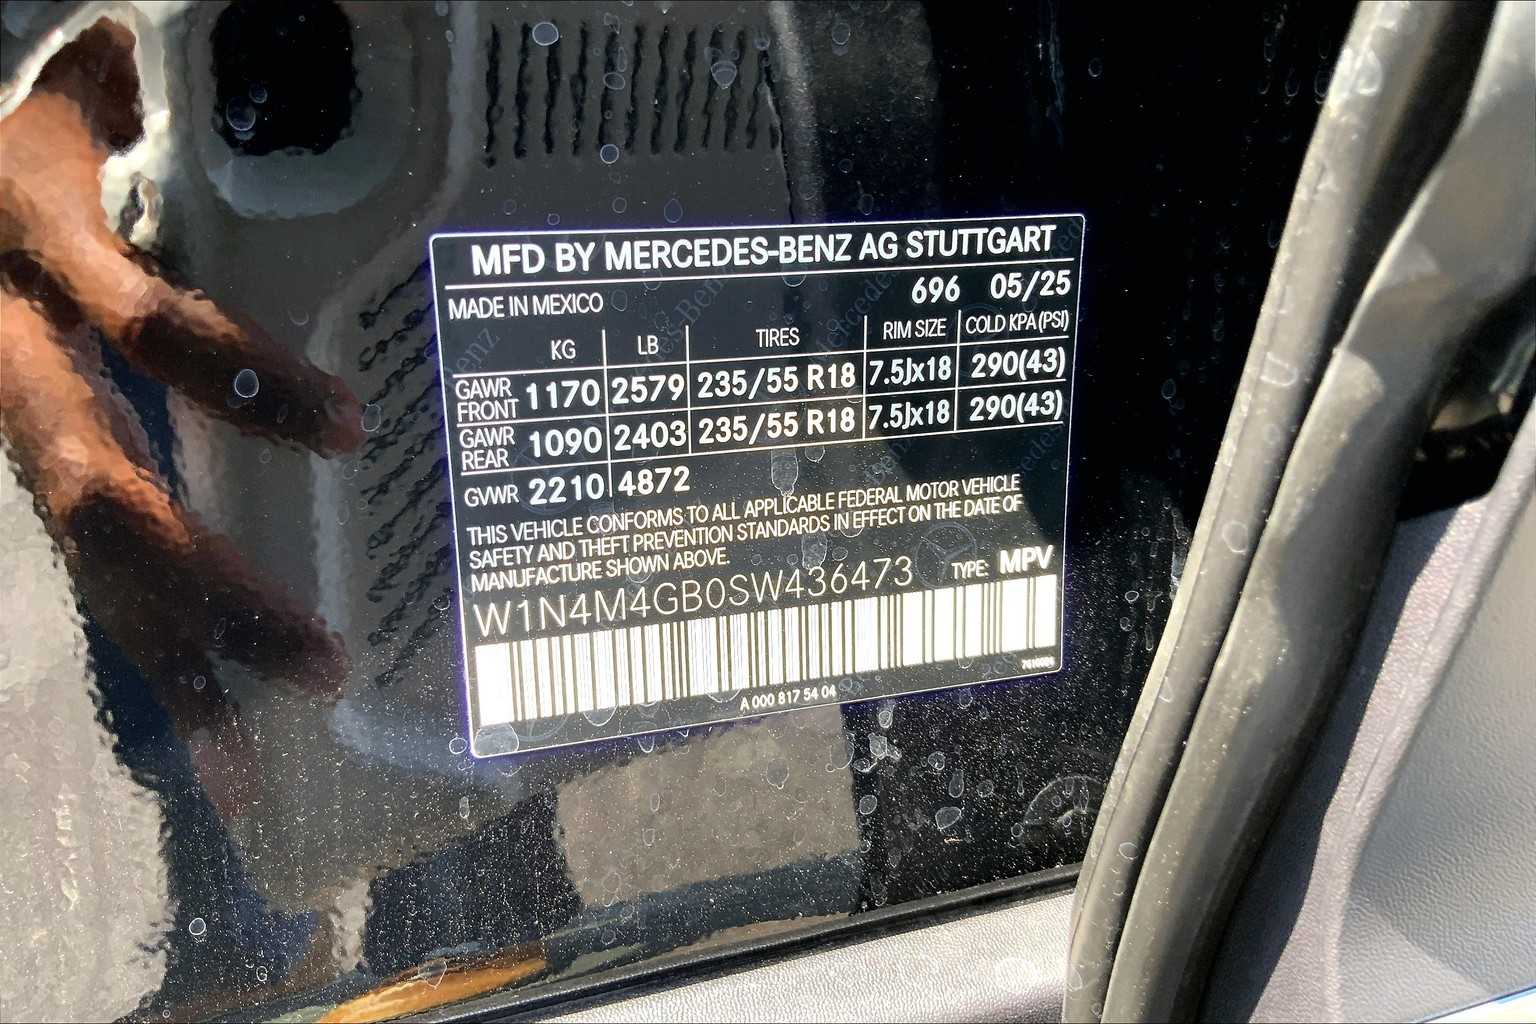 MFD BY MERCEDES-BENZ AG STUTTGART
MADE IN MEXICO 696 05/25
KG LB TIRES RIM SIZE COLD KPA (PSI)
GAWR FRONT 1170 2579 235/55 R18 7.5Jx18 290(43)
GAWR REAR 1090 2403 235/55 R18 7.5Jx18 290(43)
GVWR 2210 4872
THIS VEHICLE CONFORMS TO ALL APPLICABLE FEDERAL MOTOR VEHICLE
SAFETY AND THEFT PREVENTION STANDARDS IN EFFECT ON THE DATE OF
MANUFACTURE SHOWN ABOVE.
W1N4M4GB0SW436473 TYPE: MPV
A 000 817 54 04